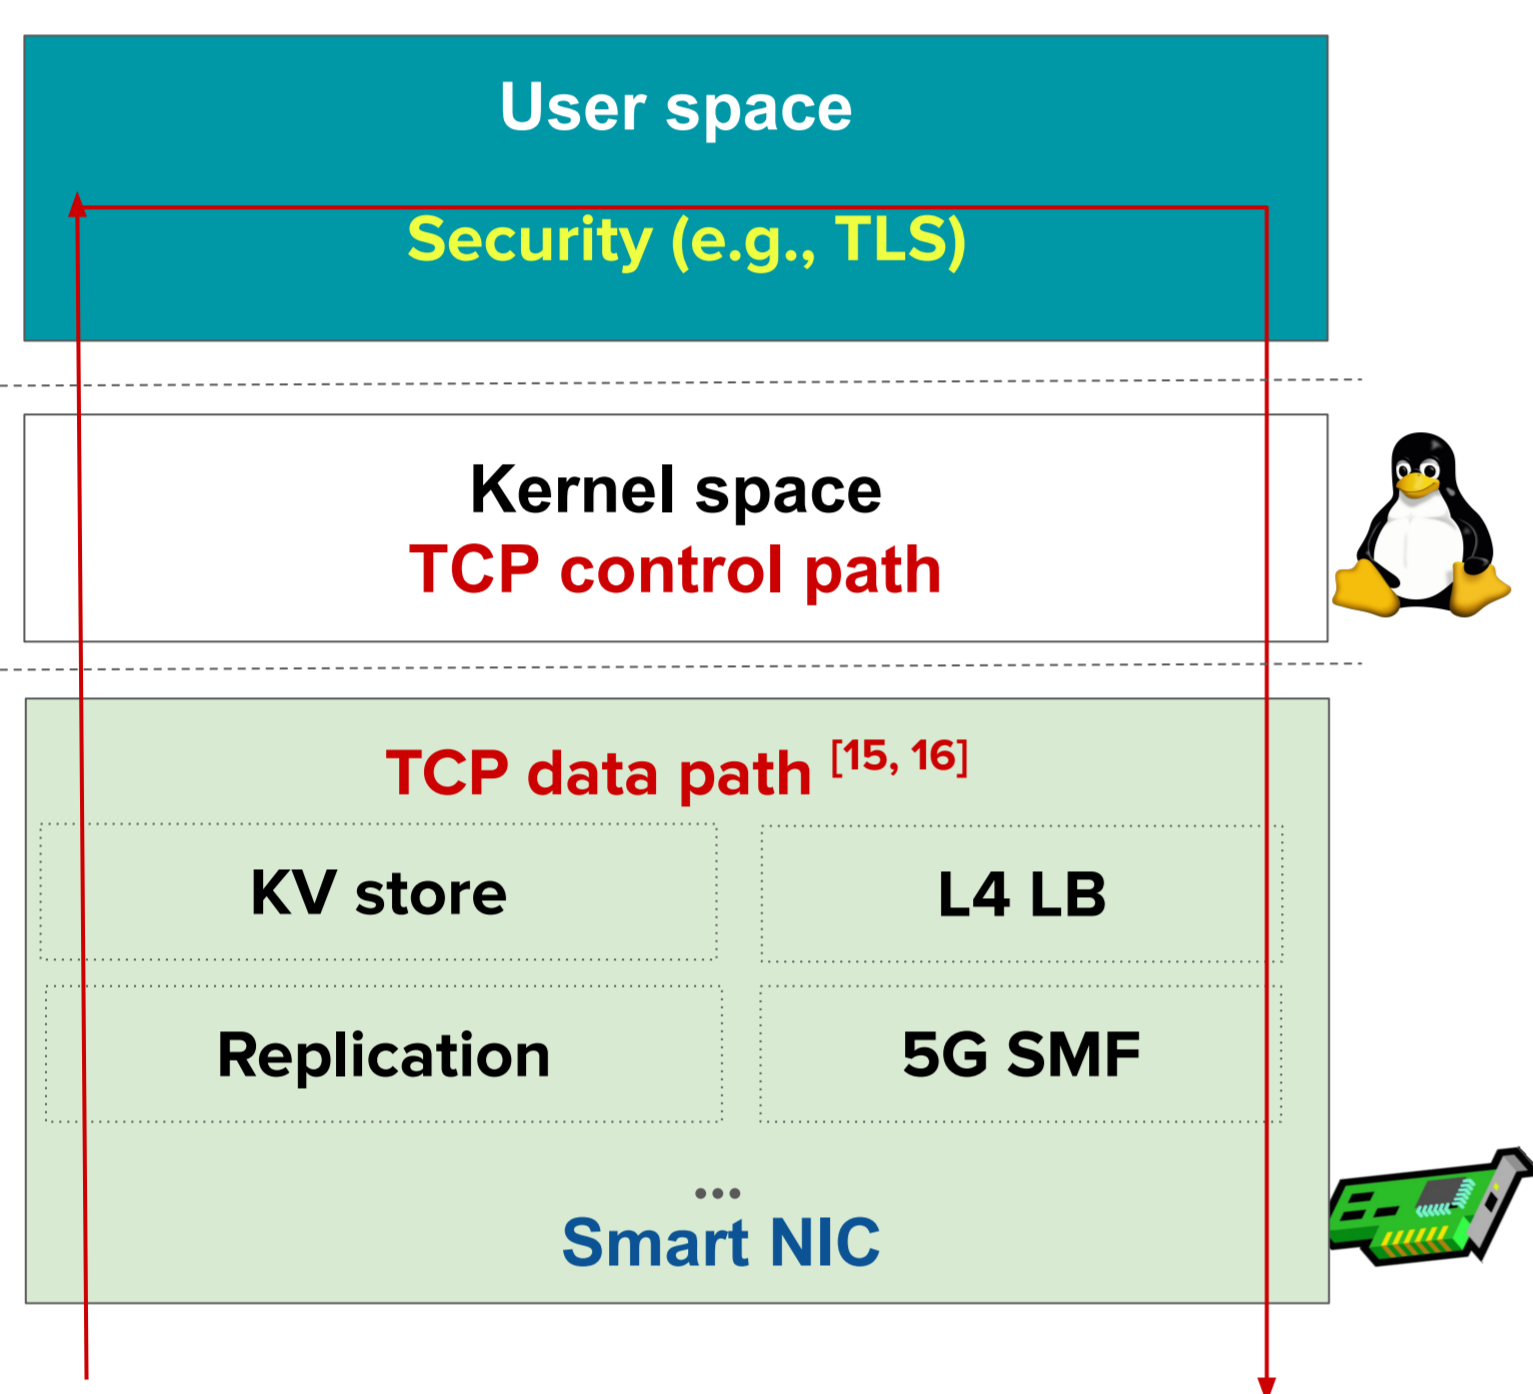 User space
Security (e.g., TLS)
Kernel space
TCP control path
TCP data path [15, 16]
KV store
L4 LB
Replication
5G SMF
...
Smart NIC